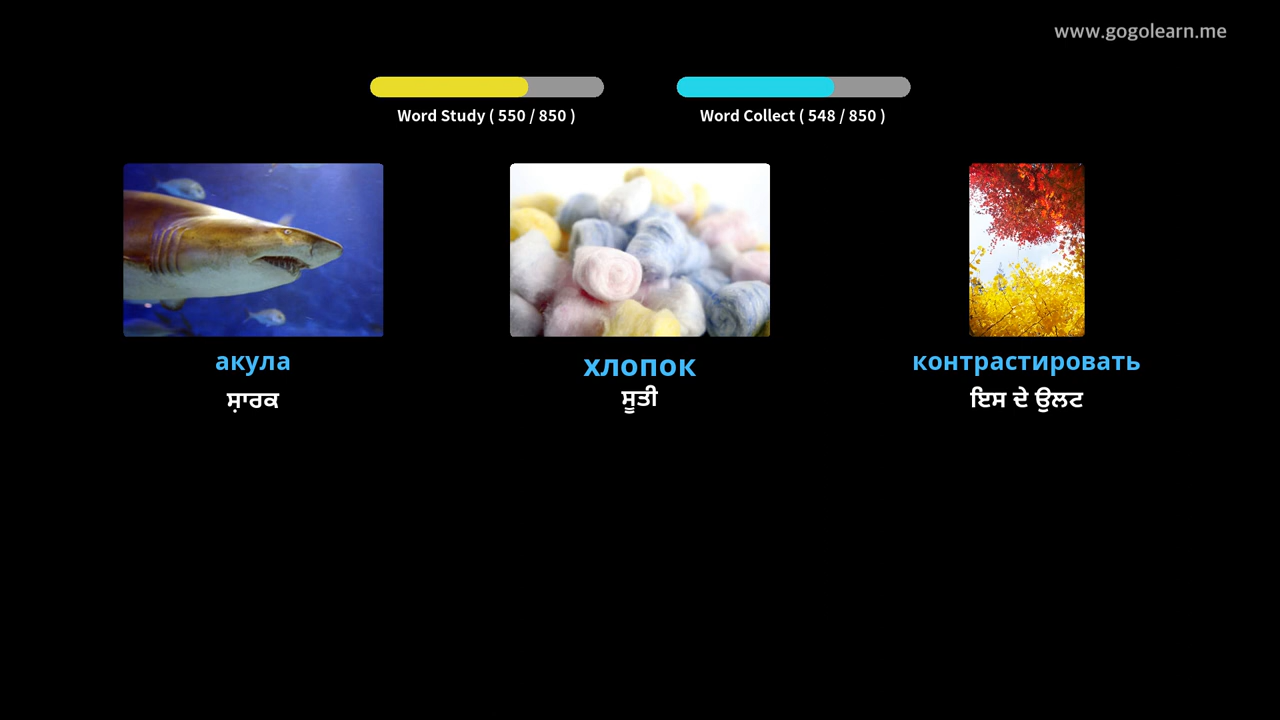 www.gogolearn.me
Word Study ( 550 / 850 )
Word Collect ( 548 / 850 )
акула
ਸ਼ਾਰਕ
хлопок
ਸੂਤੀ
контрастировать
ਇਸ ਦੇ ਉਲਟ